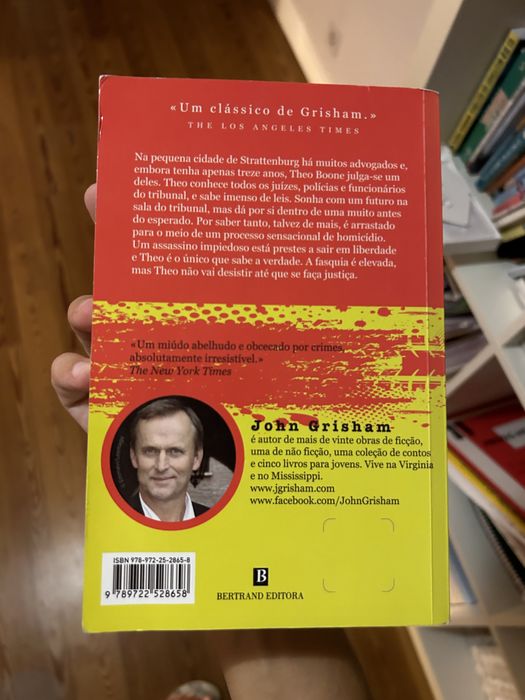 «Um clássico de Grisham.»
THE LOS ANGELES TIMES
Na pequena cidade de Strattenburg há muitos advogados e,
embora tenha apenas treze anos, Theo Boone julga-se um
deles. Theo conhece todos os juízes, polícias e funcionários
do tribunal, e sabe imenso de leis. Sonha com um futuro na
sala do tribunal, mas dá por si dentro de uma muito antes
do esperado. Por saber tanto, talvez de mais, é arrastado
para o meio de um processo sensacional de homicídio.
Um assassino impiedoso está prestes a sair em liberdade
e Theo é o único que sabe a verdade. A fasquia é elevada,
mas Theo não vai desistir até que se faça justiça.
«Um miúdo abelhudo e obcecado por crimes,
absolutamente irresistível.»
The New York Times
John Grisham
é autor de mais de vinte obras de ficção,
uma de não ficção, uma coleção de contos
e cinco livros para jovens. Vive na Virginia
e no Mississippi.
www.jgrisham.com
www.facebook.com/JohnGrisham
ISBN 978-972-25-2865-8
9 789722 528658
B
BERTRAND EDITORA